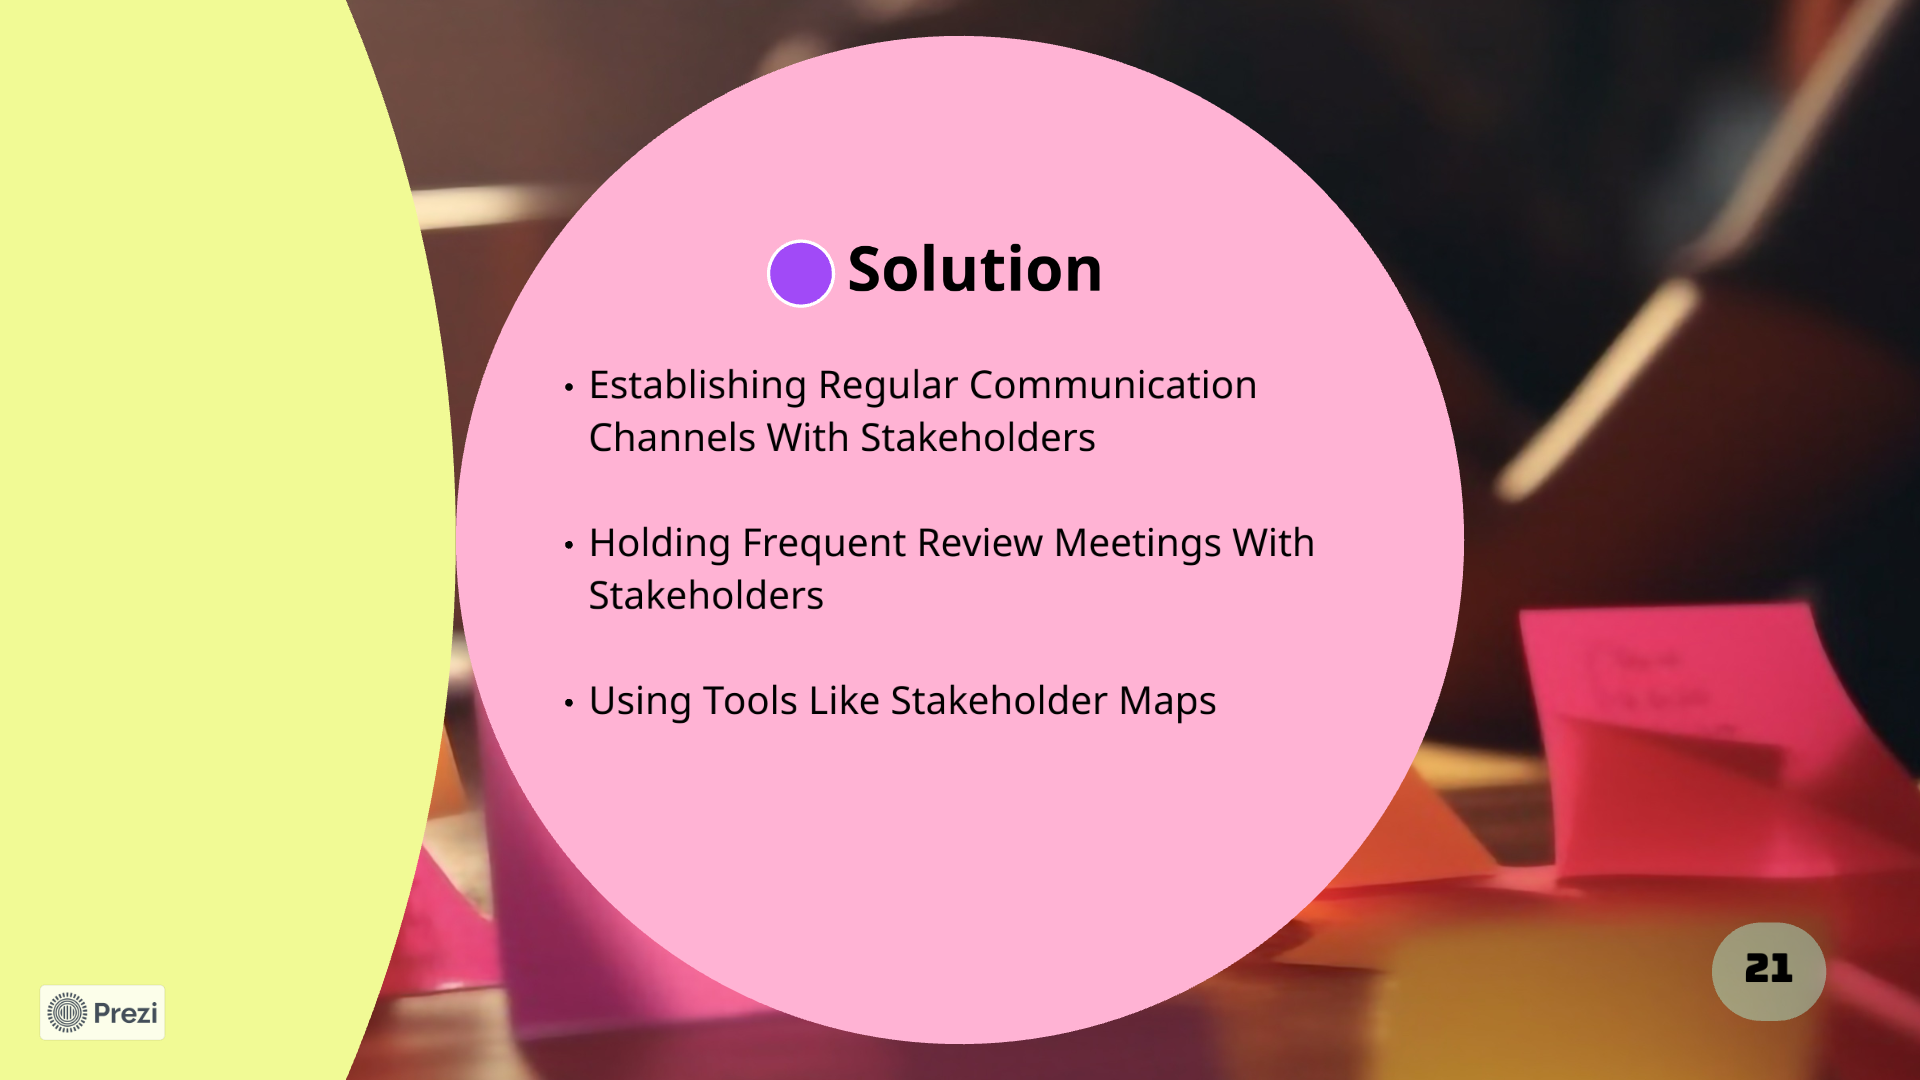 Solution
• Establishing Regular Communication
Channels With Stakeholders
• Holding Frequent Review Meetings With
Stakeholders
• Using Tools Like Stakeholder Maps
21
Prezi